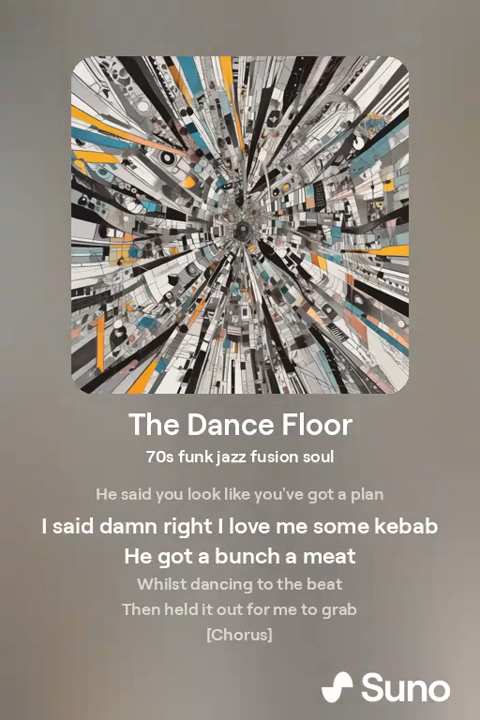 The Dance Floor
70s funk jazz fusion soul
He said you look like you've got a plan
I said damn right I love me some kebab
He got a bunch a meat
Whilst dancing to the beat
Then held it out for me to grab
[Chorus]
Suno